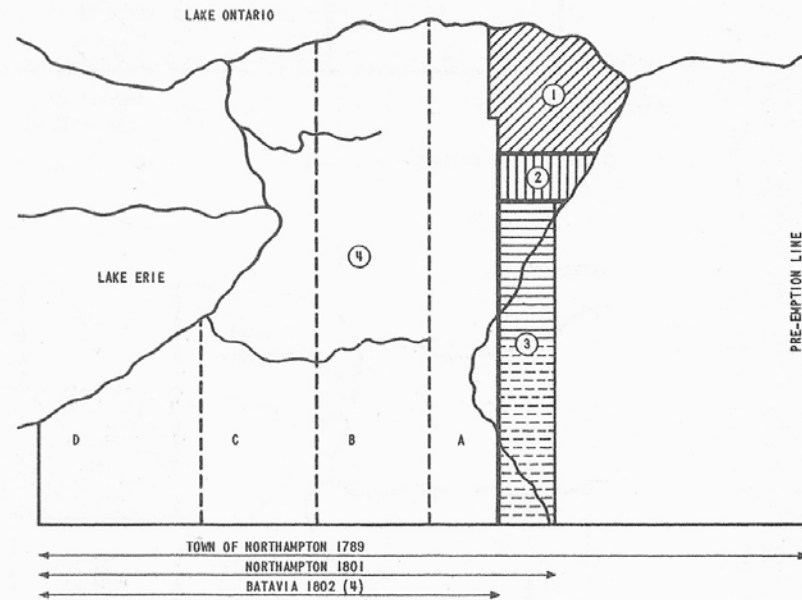 LAKE ONTARIO
1
2
4
LAKE ERIE
PRE-EMPTION LINE
3
D
C
B
A
TOWN OF NORTHAMPTON 1789
NORTHAMPTON 1801
BATAVIA 1802 (4)